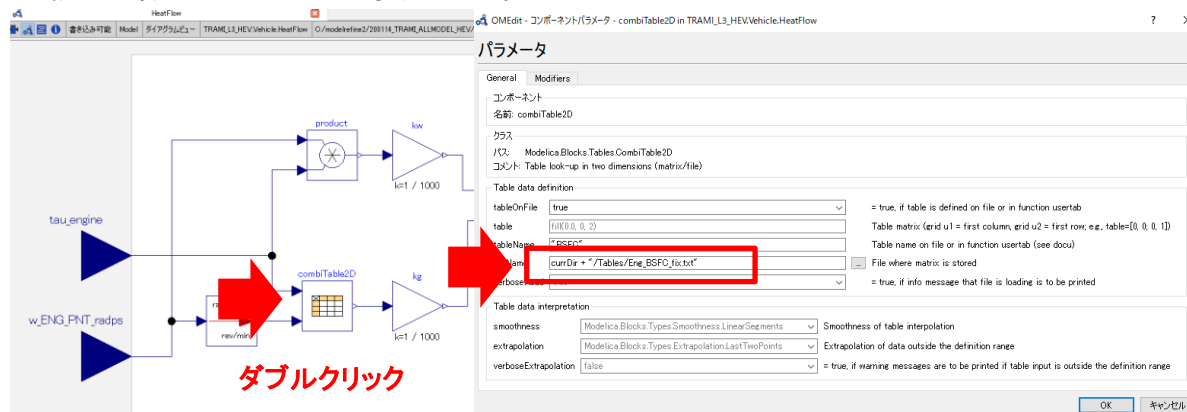 HeatFlow
書き込み可能 Model ダイアグラムビュー TRAMI_L3_HEV.Vehicle.HeatFlow C:/modelrefine2/200114_TRAMI_ALLMODEL_HEV/
product
kw
k=1 / 1000
tau_engine
combiTable2D
kg
w_ENG_PNT_radps
rev/min
k=1 / 1000
ダブルクリック
OMEdit - コンポーネントパラメータ - combiTable2D in TRAMI_L3_HEV.Vehicle.HeatFlow
パラメータ
General Modifiers
コンポーネント
名前: combiTable2D
クラス
パス: Modelica.Blocks.Tables.CombiTable2D
コメント: Table look-up in two dimensions (matrix/file)
Table data definition
tableOnFile true = true, if table is defined on file or in function usertab
table fill(0.0, 0, 2) Table matrix (grid u1 = first column, grid u2 = first row; e.g., table=[0, 0; 0, 1])
tableName "BSFC" Table name on file or in function usertab (see docu)
currDir + "/Tables/Eng_BSFC_fix.txt" ... File where matrix is stored
= true, if info message that file is loading is to be printed
Table data interpretation
smoothness Modelica.Blocks.Types.Smoothness.LinearSegments Smoothness of table interpolation
extrapolation Modelica.Blocks.Types.Extrapolation.LastTwoPoints Extrapolation of data outside the definition range
verboseExtrapolation false = true, if warning messages are to be printed if table input is outside the definition range
OK キャンセル